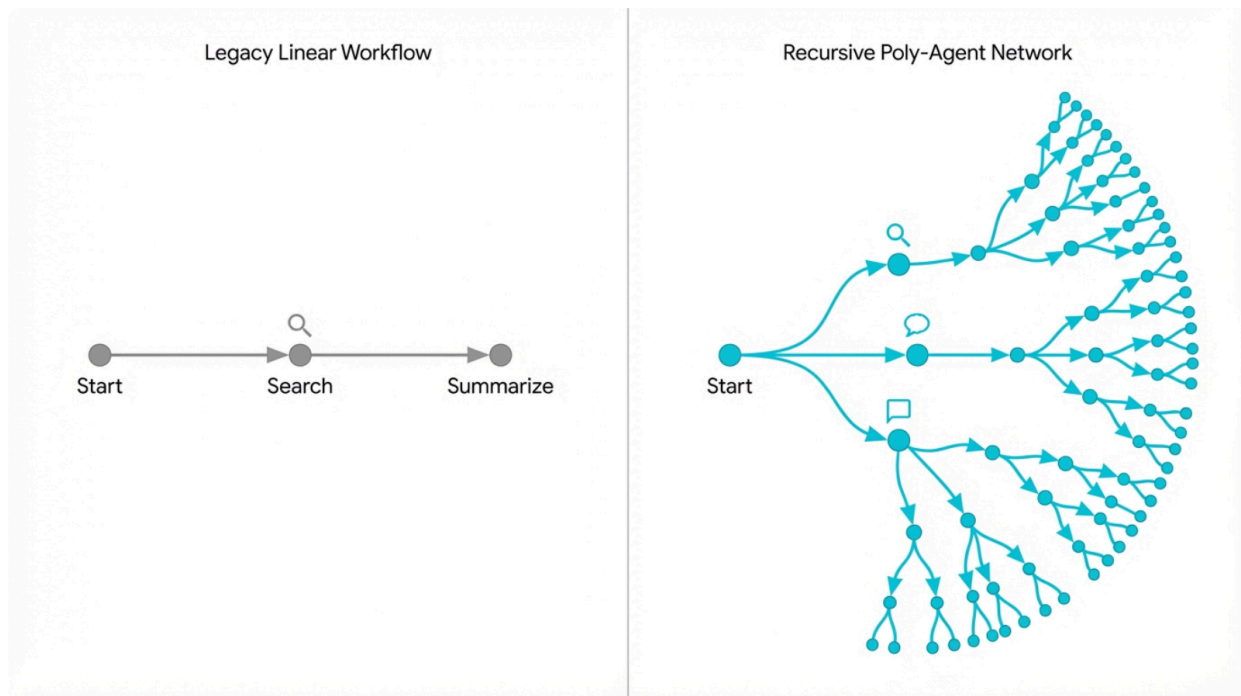 Legacy Linear Workflow
Start
Search
Summarize
Recursive Poly-Agent Network
Start